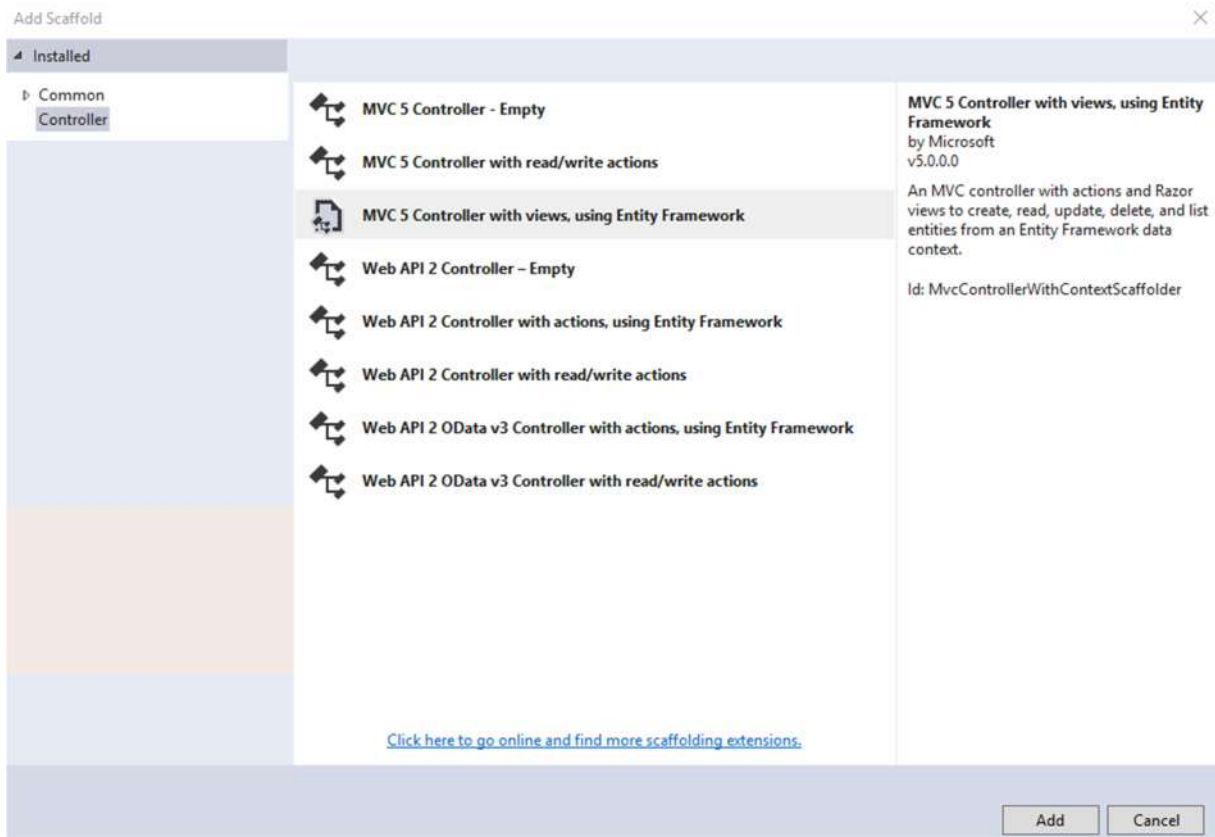 Add Scaffold
Installed
Common
Controller
MVC 5 Controller - Empty
MVC 5 Controller with read/write actions
MVC 5 Controller with views, using Entity Framework
Web API 2 Controller – Empty
Web API 2 Controller with actions, using Entity Framework
Web API 2 Controller with read/write actions
Web API 2 OData v3 Controller with actions, using Entity Framework
Web API 2 OData v3 Controller with read/write actions
Click here to go online and find more scaffolding extensions.
MVC 5 Controller with views, using Entity
Framework
by Microsoft
v5.0.0.0
An MVC controller with actions and Razor
views to create, read, update, delete, and list
entities from an Entity Framework data
context.
Id: MvcControllerWithContextScaffolder
Add
Cancel